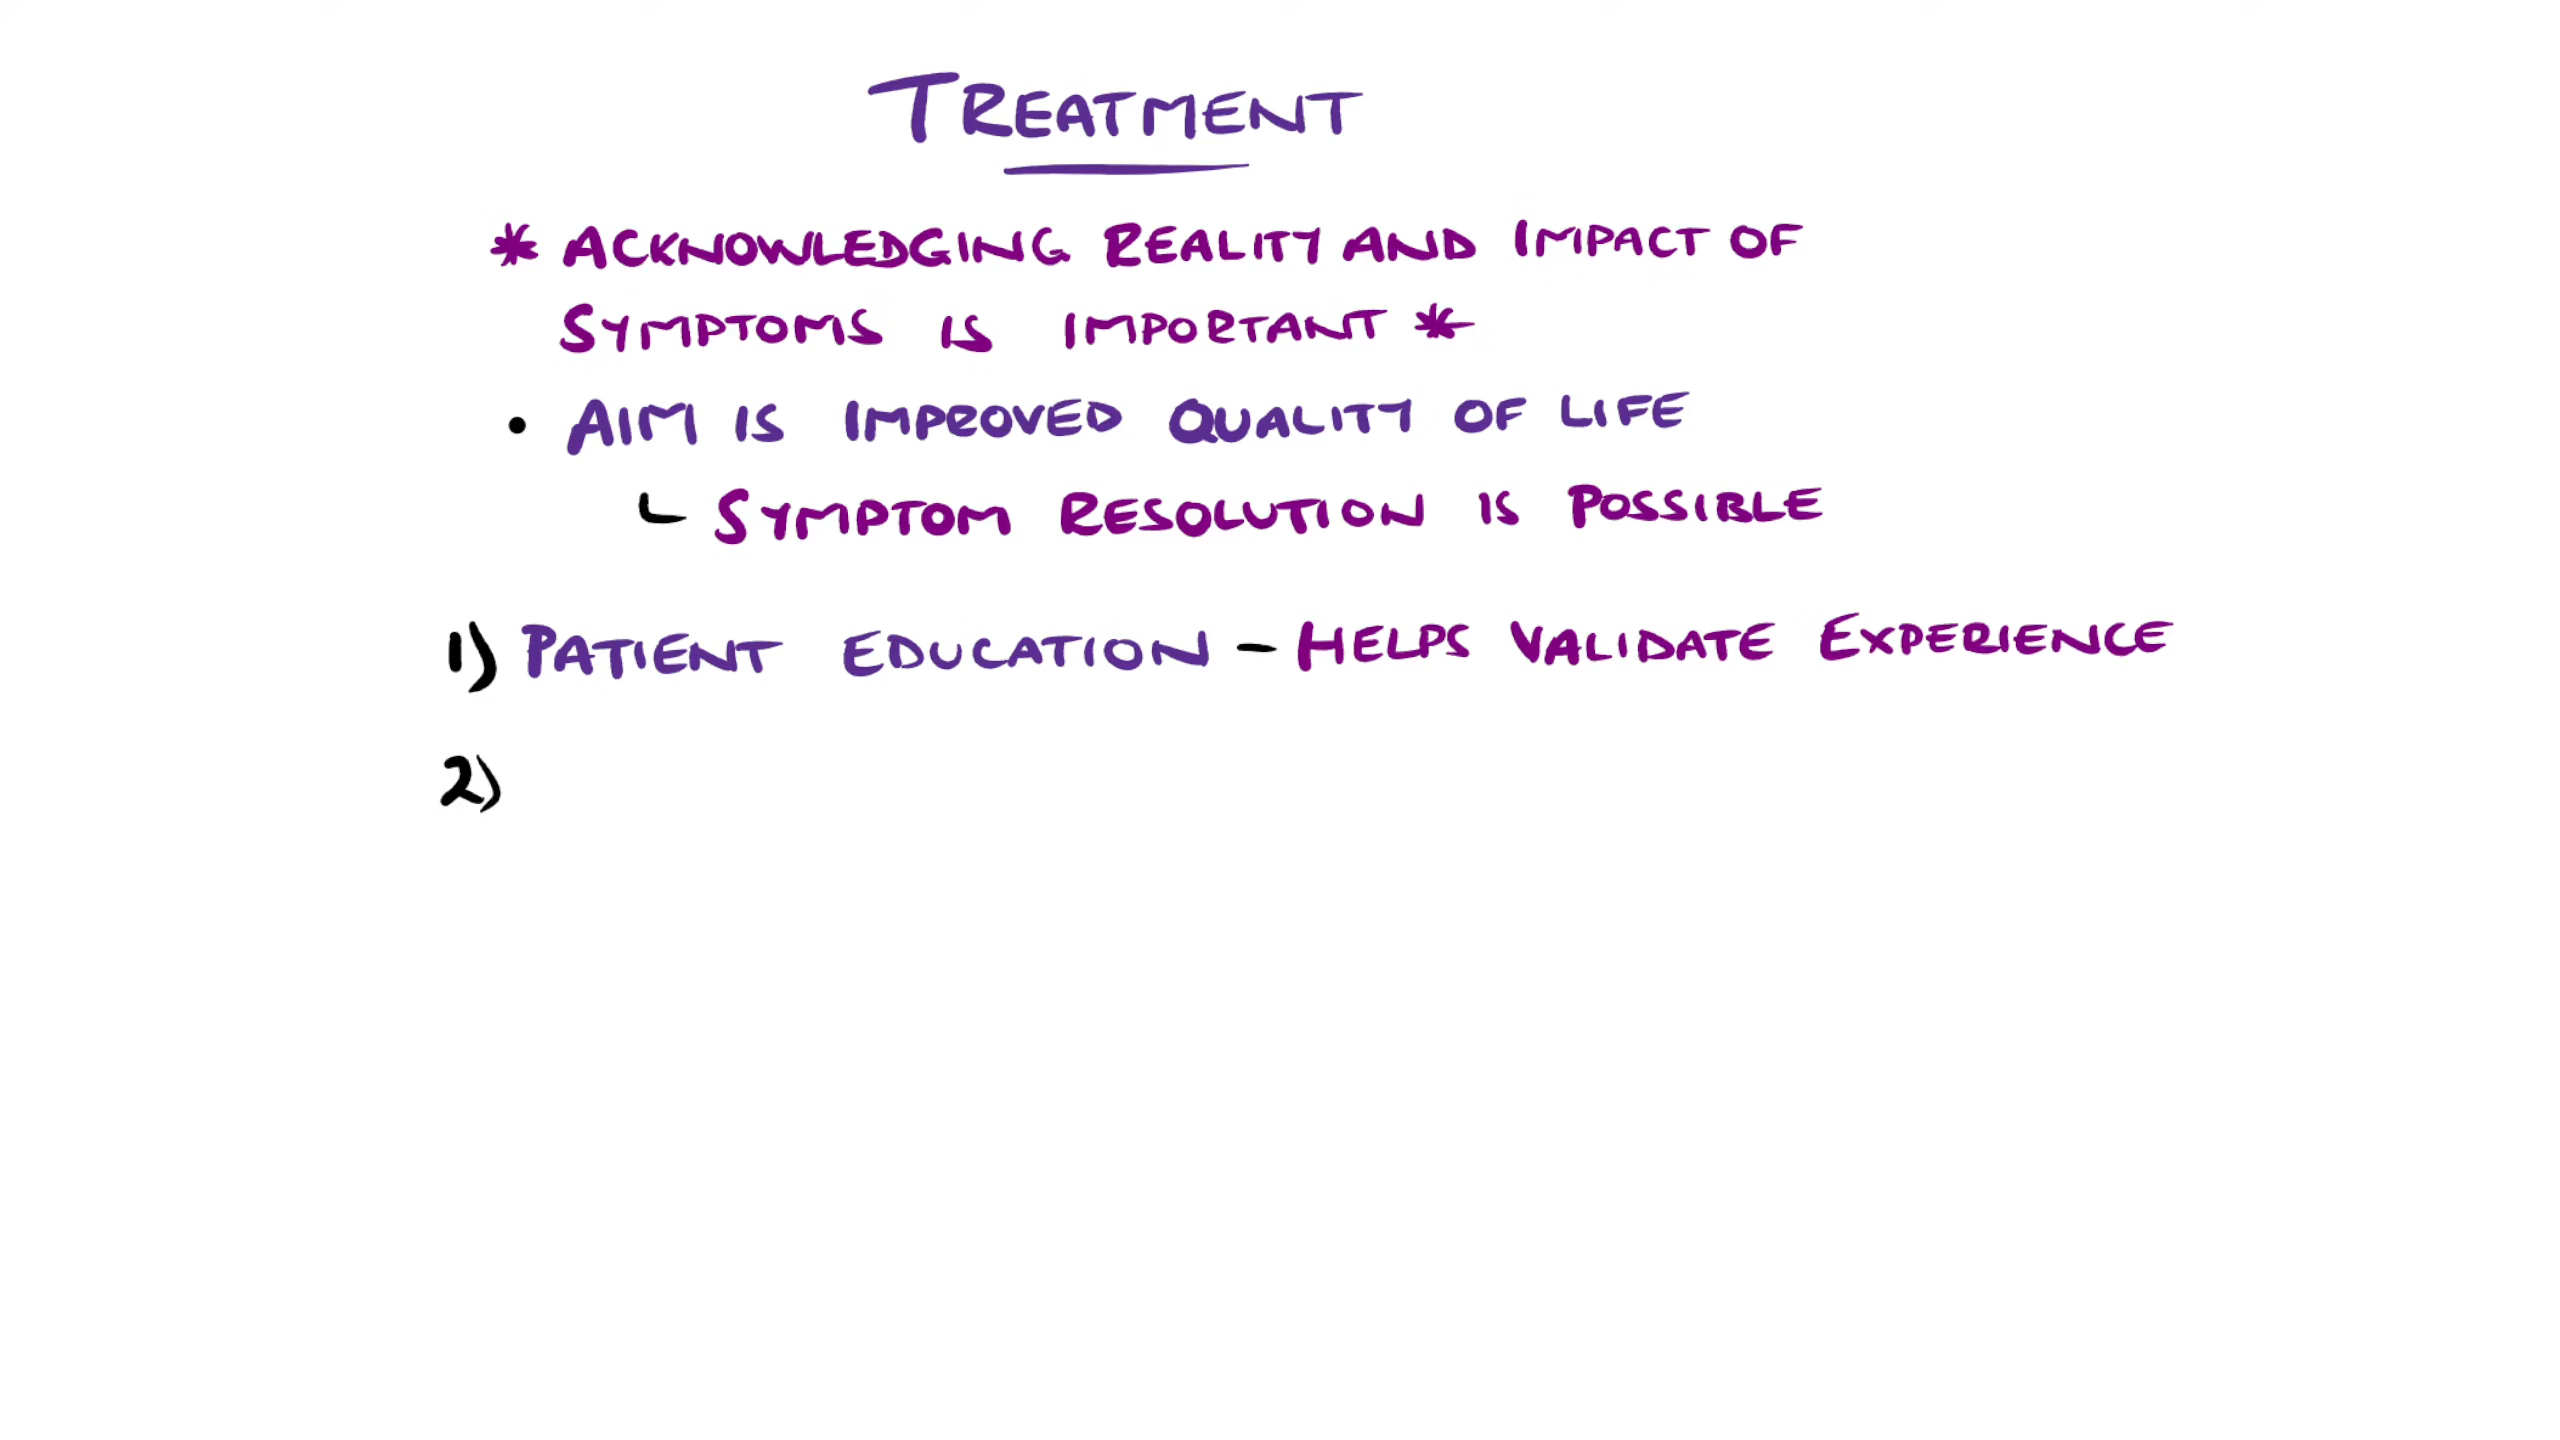 TREATMENT
* ACKNOWLEDGING REALITY AND IMPACT OF
SYMPTOMS IS IMPORTANT *
• AIM IS IMPROVED QUALITY OF LIFE
SYMPTOM RESOLUTION IS POSSIBLE
1) PATIENT EDUCATION - HELPS VALIDATE EXPERIENCE
2)